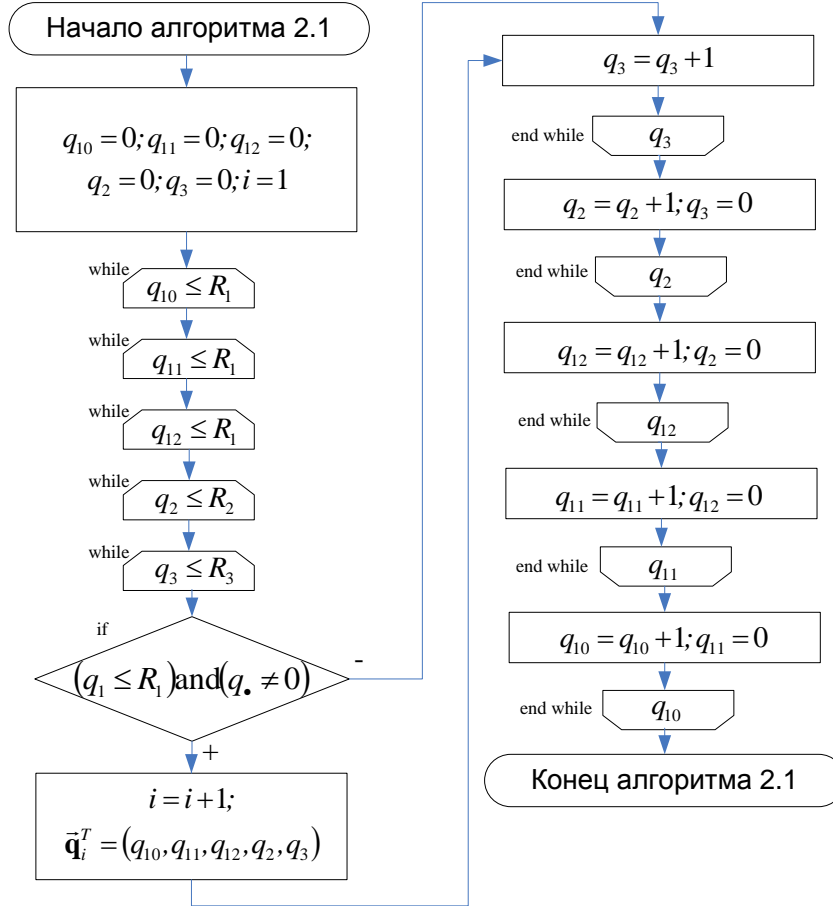 Начало алгоритма 2.1
q₁₀ = 0; q₁₁ = 0; q₁₂ = 0;
q₂ = 0; q₃ = 0; i = 1
while
q₁₀ ≤ R₁
while
q₁₁ ≤ R₁
while
q₁₂ ≤ R₁
while
q₂ ≤ R₂
while
q₃ ≤ R₃
if
(q₁ ≤ R₁)and(q• ≠ 0)
-
+
i = i + 1;
q⃗ᵢᵀ = (q₁₀, q₁₁, q₁₂, q₂, q₃)
q₃ = q₃ + 1
end while
q₃
q₂ = q₂ + 1; q₃ = 0
end while
q₂
q₁₂ = q₁₂ + 1; q₂ = 0
end while
q₁₂
q₁₁ = q₁₁ + 1; q₁₂ = 0
end while
q₁₁
q₁₀ = q₁₀ + 1; q₁₁ = 0
end while
q₁₀
Конец алгоритма 2.1